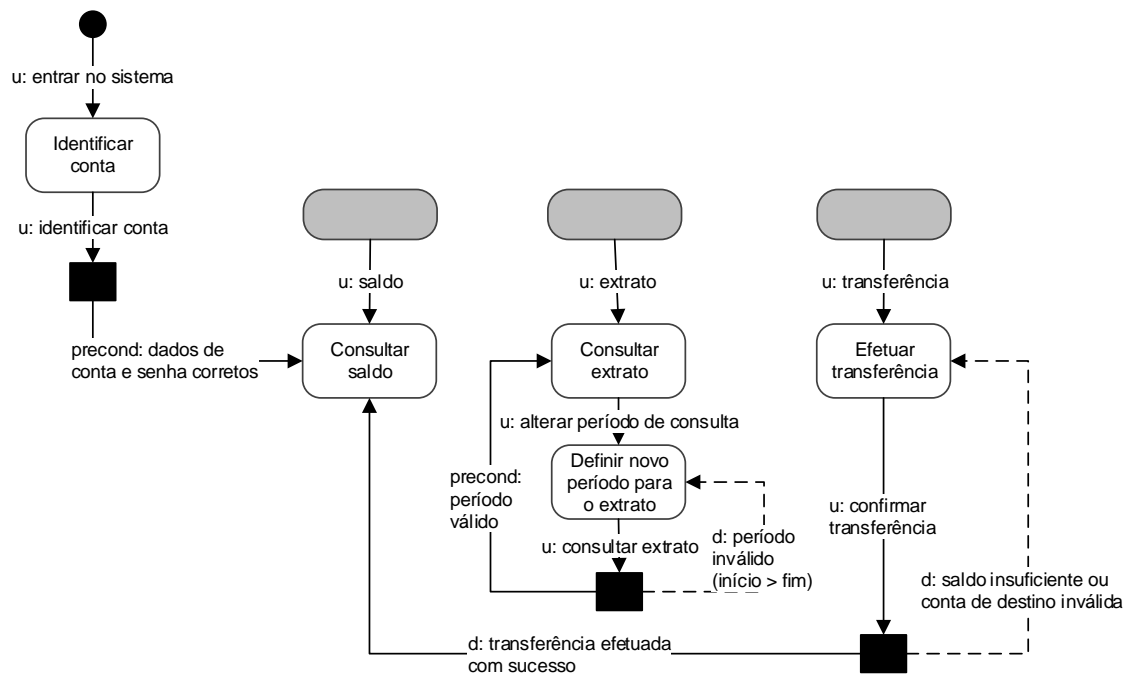 u: entrar no sistema
Identificar
conta
u: identificar conta
precond: dados de
conta e senha corretos
u: saldo
Consultar
saldo
u: extrato
Consultar
extrato
u: alterar período de consulta
Definir novo
período para
o extrato
precond:
período
válido
u: consultar extrato
d: período
inválido
(início > fim)
u: transferência
Efetuar
transferência
u: confirmar
transferência
d: saldo insuficiente ou
conta de destino inválida
d: transferência efetuada
com sucesso